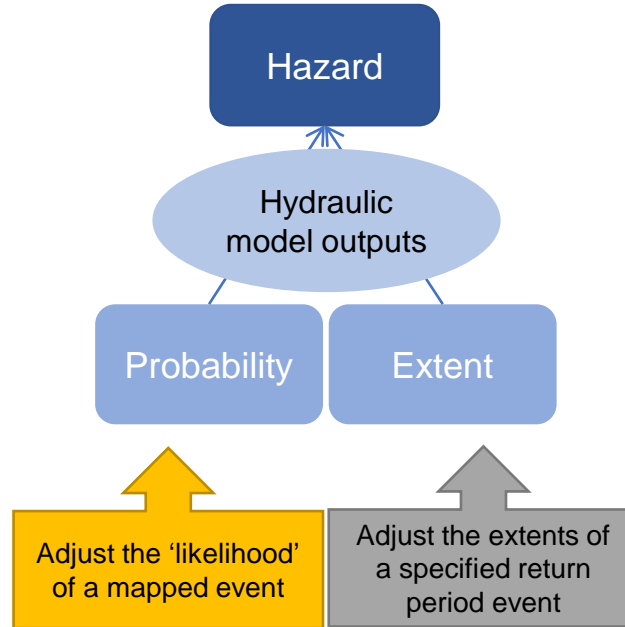 Hazard
Hydraulic
model outputs
Probability
Extent
Adjust the ‘likelihood’
of a mapped event
Adjust the extents of
a specified return
period event